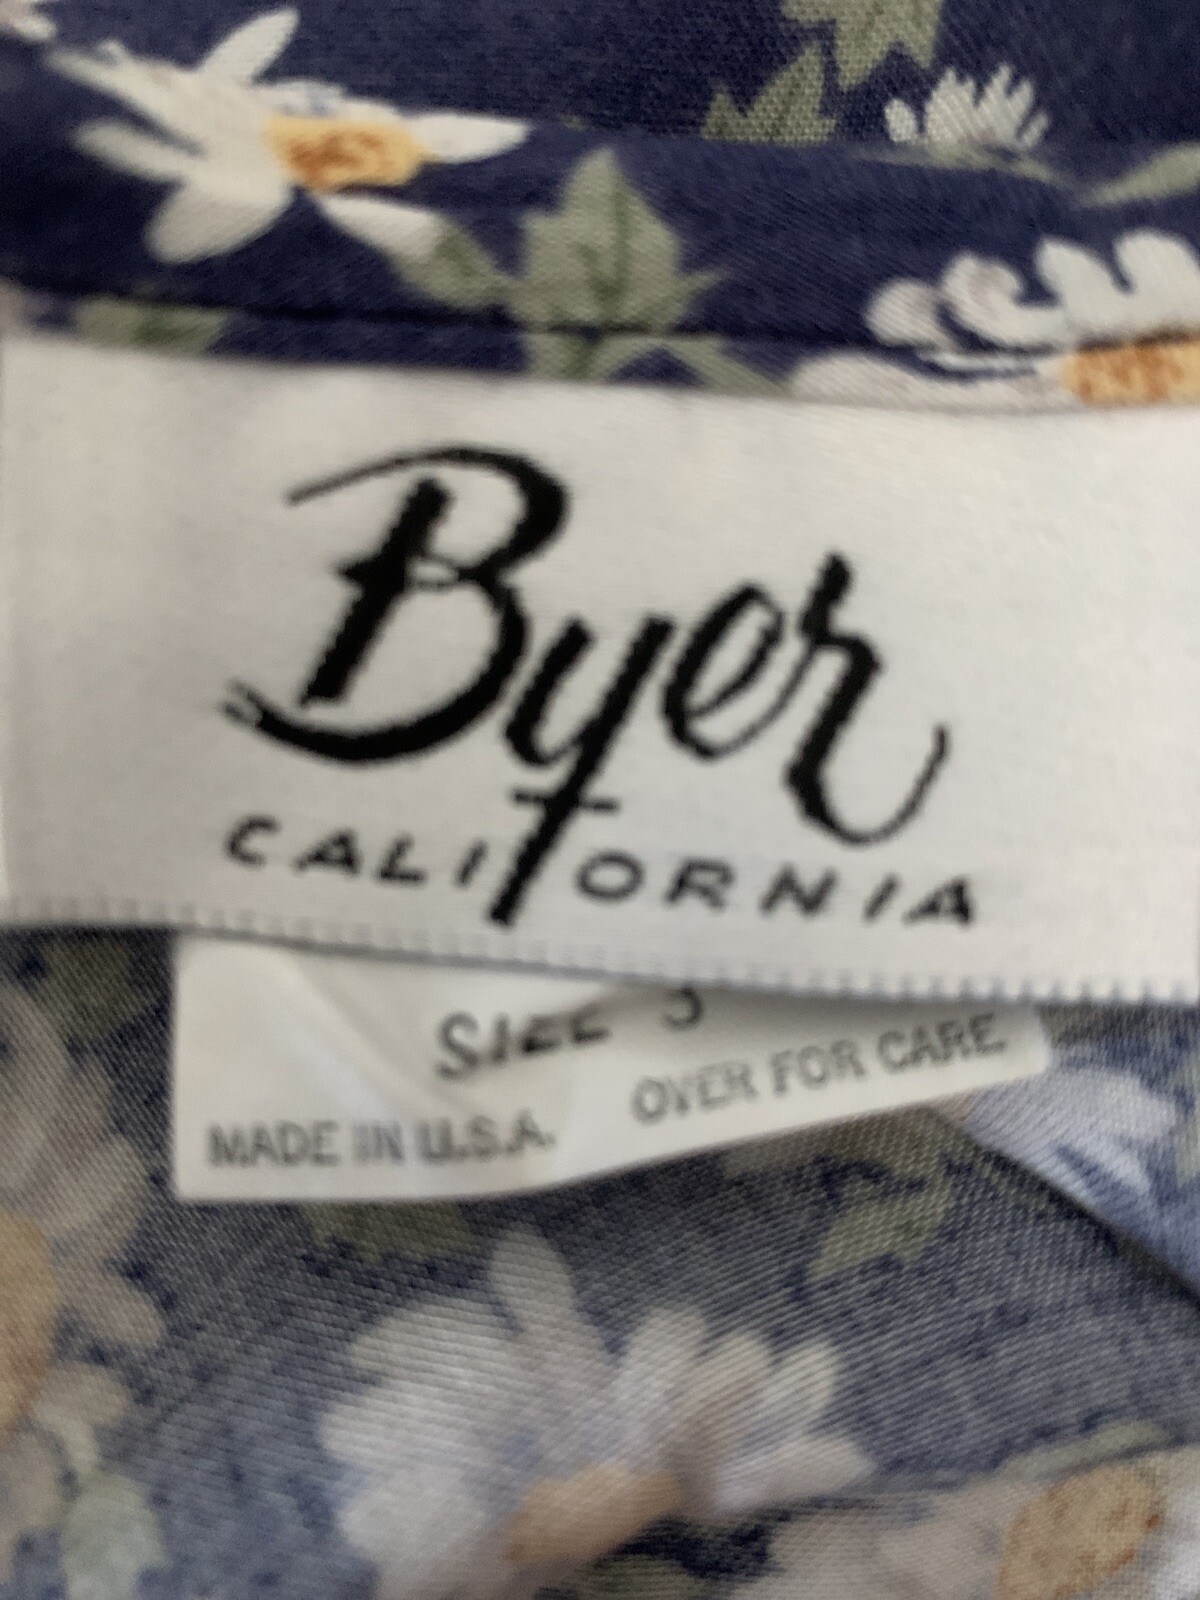 Byer
CALIFORNIA
SIZE
OVER FOR CARE
MADE IN U.S.A.